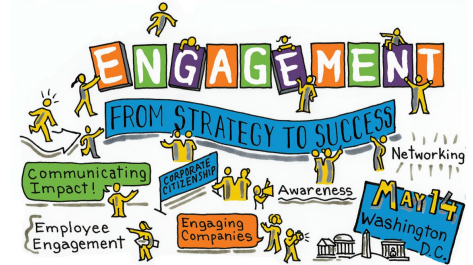 ENGAGEMENT
FROM STRATEGY TO SUCCESS
Networking
Communicating
Impact!
CORPORATE
CITIZENSHIP
Awareness
MAY 14
Washington
D.C.
Employee
Engagement
Engaging
Companies